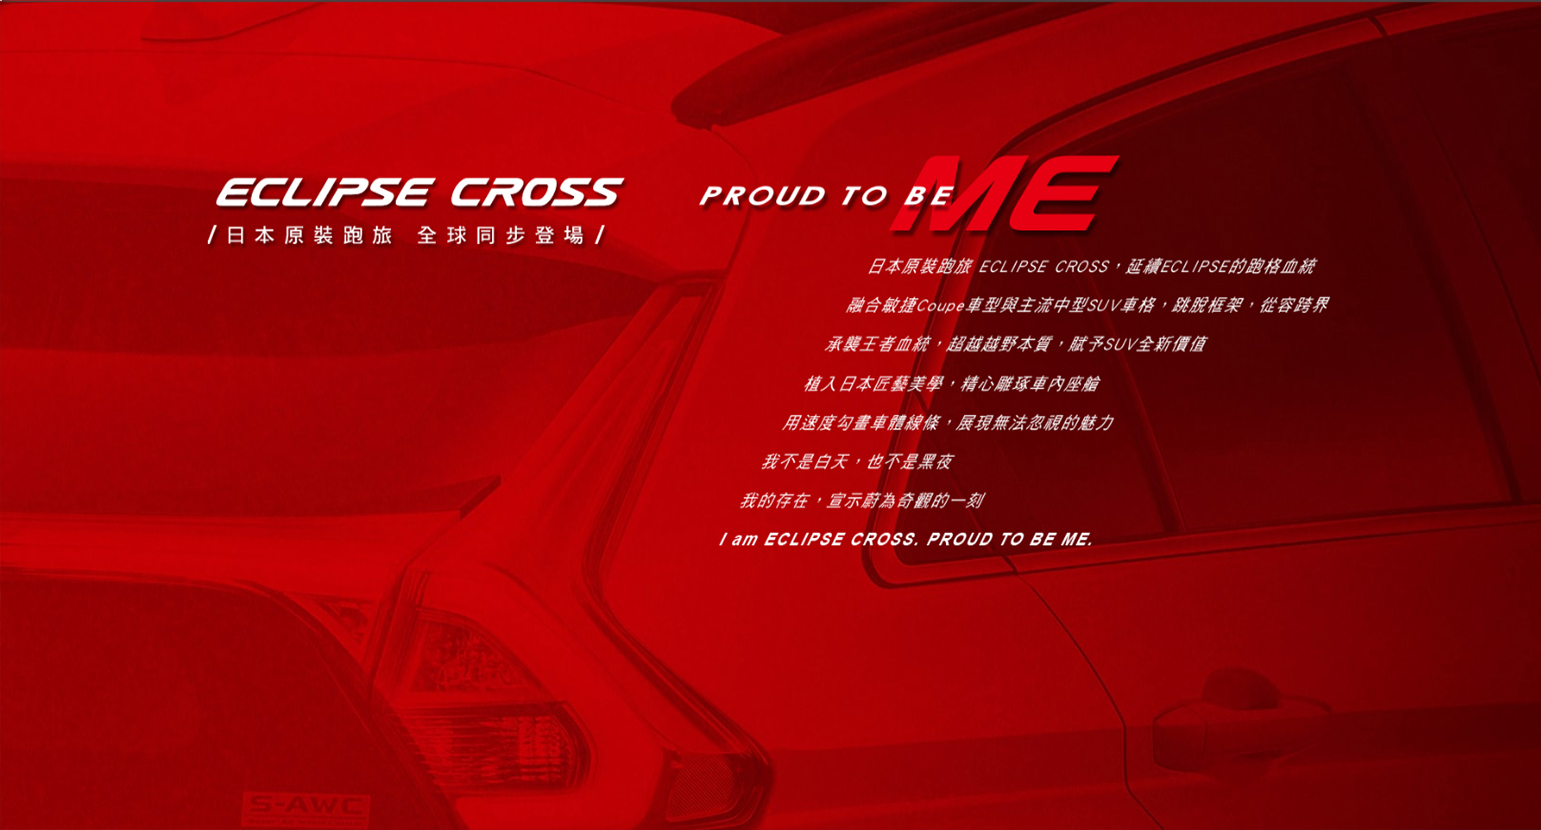 ECLIPSE CROSS
/日本原裝跑旅 全球同步登場/
PROUD TO BE ME
日本原裝跑旅 ECLIPSE CROSS，延續ECLIPSE的跑格血統
融合敏捷Coupe車型與主流中型SUV車格，跳脫框架，從容跨界
承襲王者血統，超越越野本質，賦予SUV全新價值
植入日本匠藝美學，精心雕琢車內座艙
用速度勾畫車體線條，展現無法忽視的魅力
我不是白天，也不是黑夜
我的存在，宣示蔚為奇觀的一刻
I am ECLIPSE CROSS. PROUD TO BE ME.
S-AWC